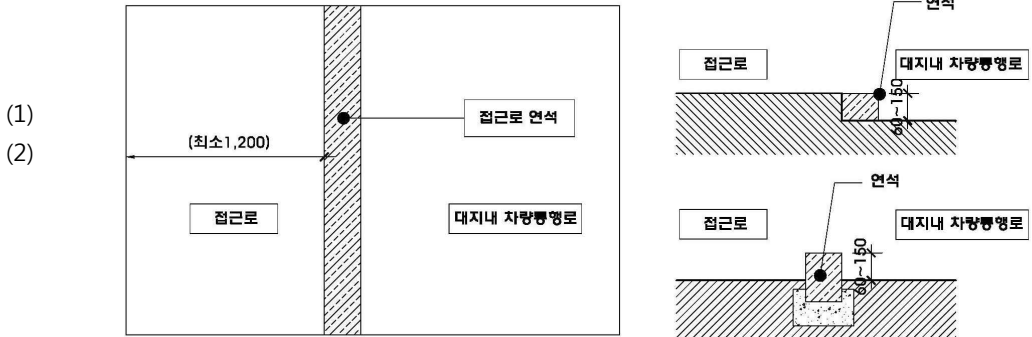 (1)
(2)
(최소1,200)
접근로 연석
접근로
대지내 차량통행로
연석
접근로
대지내 차량통행로
60~150
연석
접근로
대지내 차량통행로
60~150